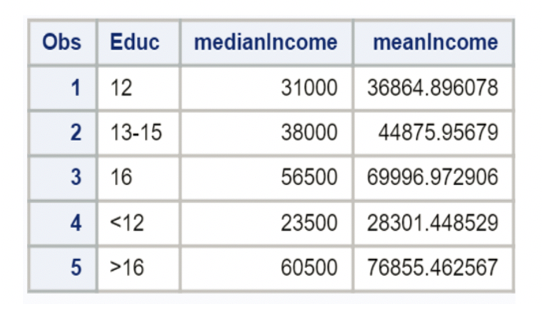 Obs Educ medianIncome meanIncome
1 12 31000 36864.896078
2 13-15 38000 44875.95679
3 16 56500 69996.972906
4 <12 23500 28301.448529
5 >16 60500 76855.462567